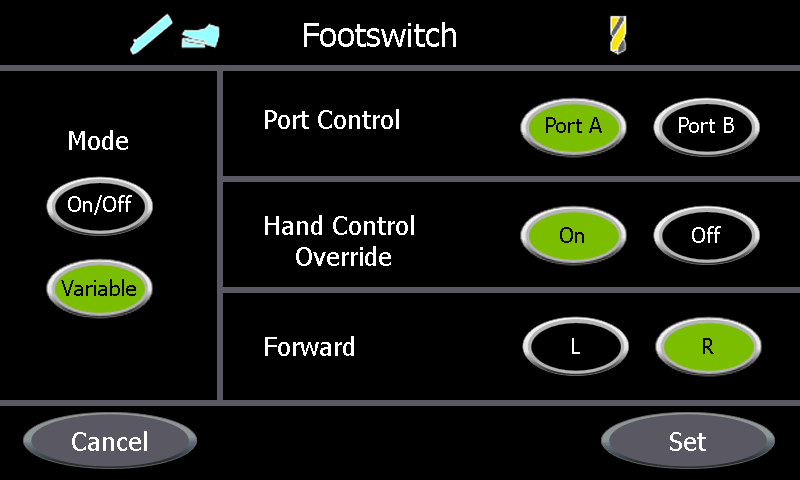 Footswitch
Mode
On/Off
Variable
Port Control
Port A
Port B
Hand Control
Override
On
Off
Forward
L
R
Cancel
Set